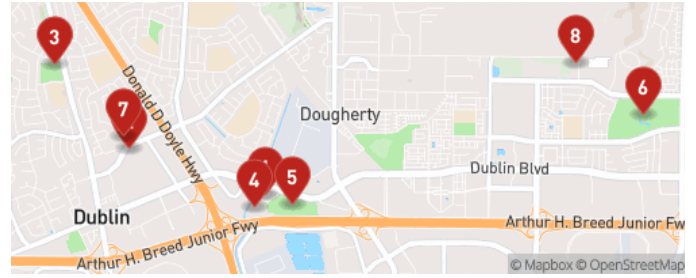 3
8
Donald D Doyle Hwy
6
7
Dougherty
4
5
Dublin Blvd
Dublin
Arthur H. Breed Junior Fwy
Arthur H. Breed Junior Fw
© Mapbox © OpenStreetMap